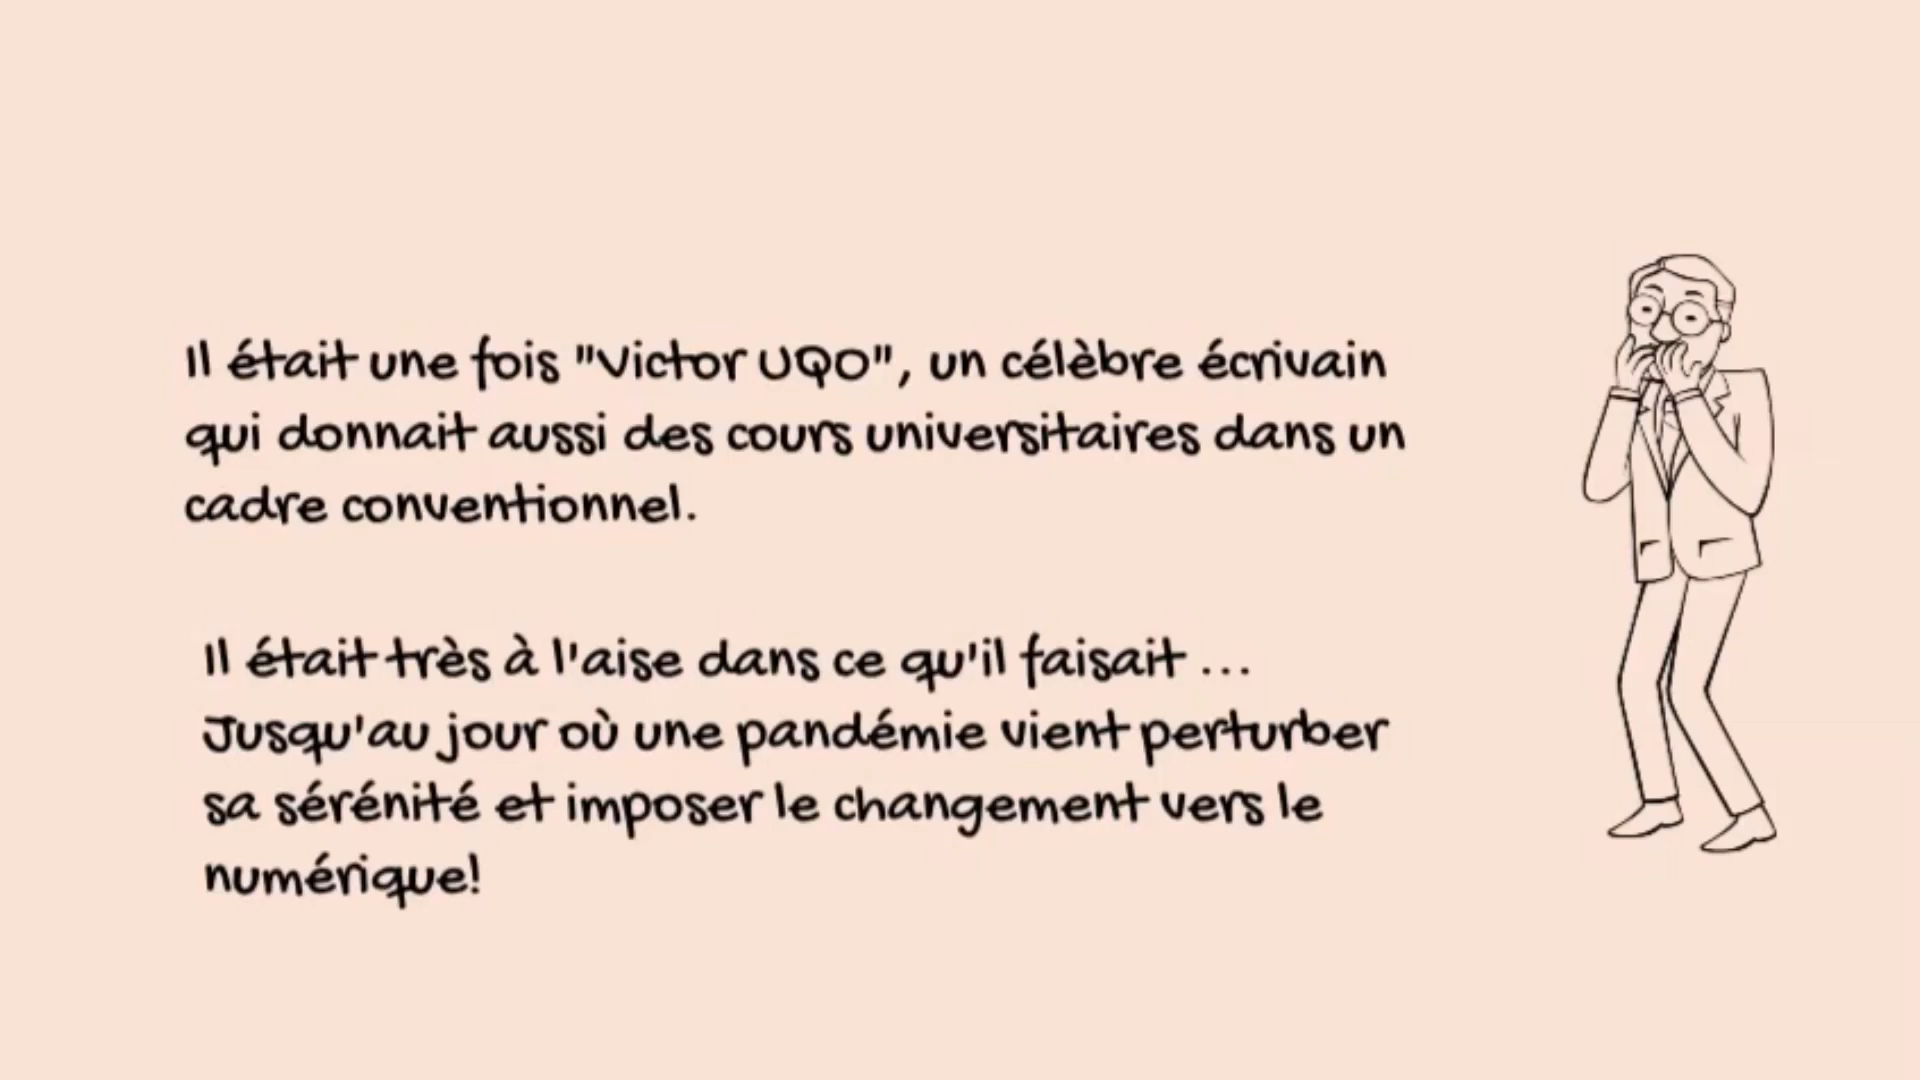 Il était une fois "Victor UQO", un célèbre écrivain
qui donnait aussi des cours universitaires dans un
cadre conventionnel.
Il était très à l'aise dans ce qu'il faisait ...
Jusqu'au jour où une pandémie vient perturber
sa sérénité et imposer le changement vers le
numérique!